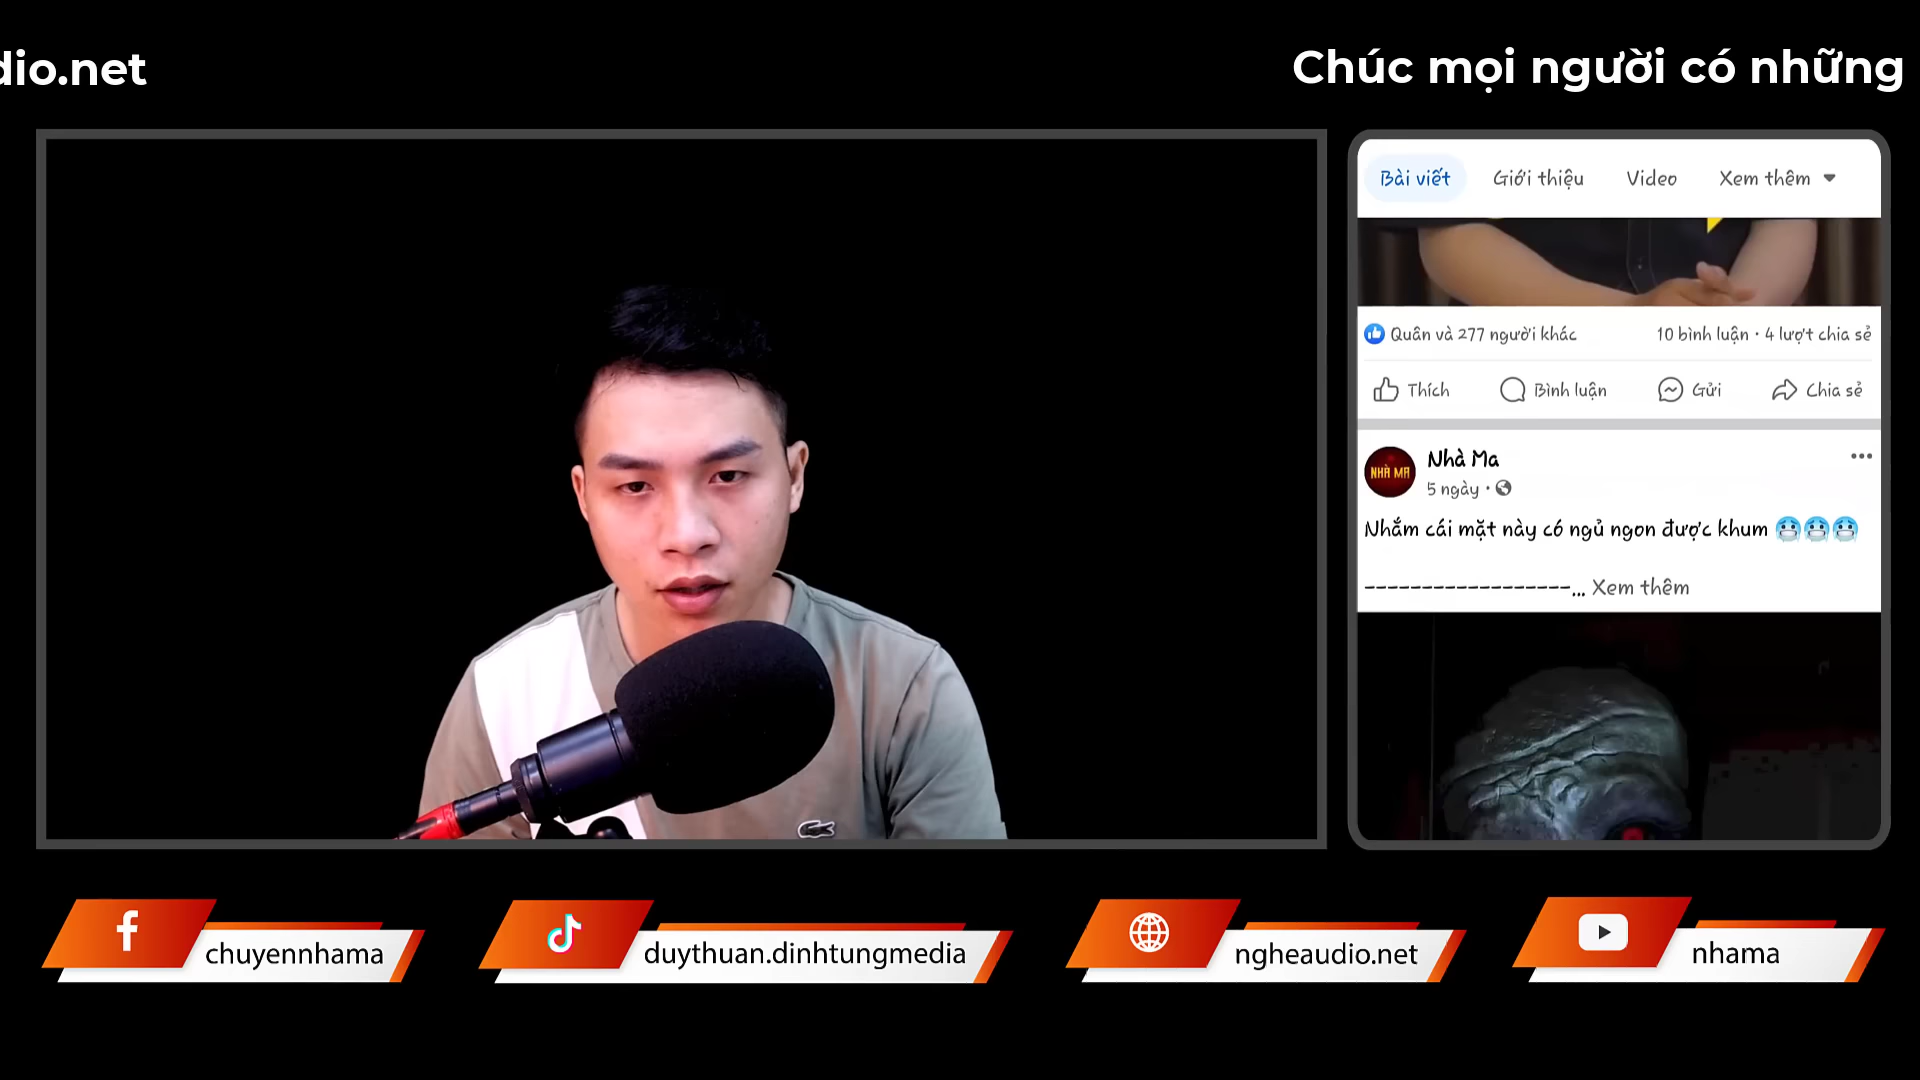 dio.net
Chúc mọi người có những
Bài viết
Giới thiệu
Video
Xem thêm
Quân và 277 người khác
10 bình luận · 4 lượt chia sẻ
Thích
Bình luận
Gửi
Chia sẻ
NHÀ MA
Nhà Ma
5 ngày ·
Nhắm cái mặt này có ngủ ngon được khum 🥶🥶🥶
------------------... Xem thêm
chuyennhama
duythuan.dinhtungmedia
ngheaudio.net
nhama